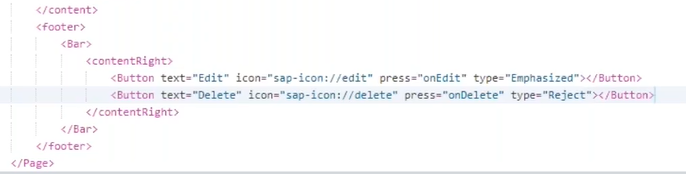 </content>
<footer>
<Bar>
<contentRight>
<Button text="Edit" icon="sap-icon://edit" press="onEdit" type="Emphasized"></Button>
<Button text="Delete" icon="sap-icon://delete" press="onDelete" type="Reject"></Button>
</contentRight>
</Bar>
</footer>
</Page>